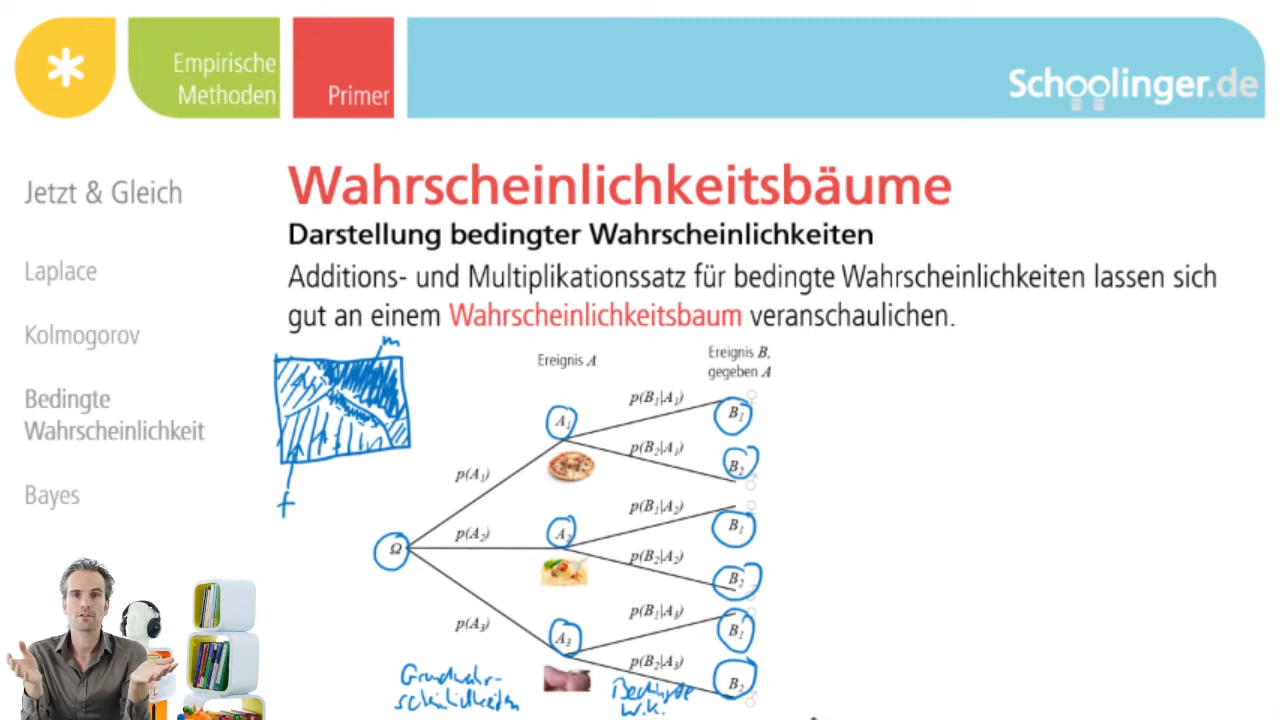 Empirische
Methoden
Primer
Schoolinger.de
Jetzt & Gleich
Laplace
Kolmogorov
Bedingte
Wahrscheinlichkeit
Bayes
Wahrscheinlichkeitsbäume
Darstellung bedingter Wahrscheinlichkeiten
Additions- und Multiplikationssatz für bedingte Wahrscheinlichkeiten lassen sich
gut an einem Wahrscheinlichkeitsbaum veranschaulichen.
m
f
Ereignis A
Ereignis B,
gegeben A
p(B₁|A₁)
B₁
A₁
p(B₂|A₁)
B₂
p(A₁)
p(B₁|A₂)
B₁
Ω
p(A₂)
A₂
p(B₂|A₂)
B₂
p(A₃)
p(B₁|A₃)
B₁
A₃
p(B₂|A₃)
B₂
Grundwahr-
scheinlichkeiten
Bedingte
W.k.